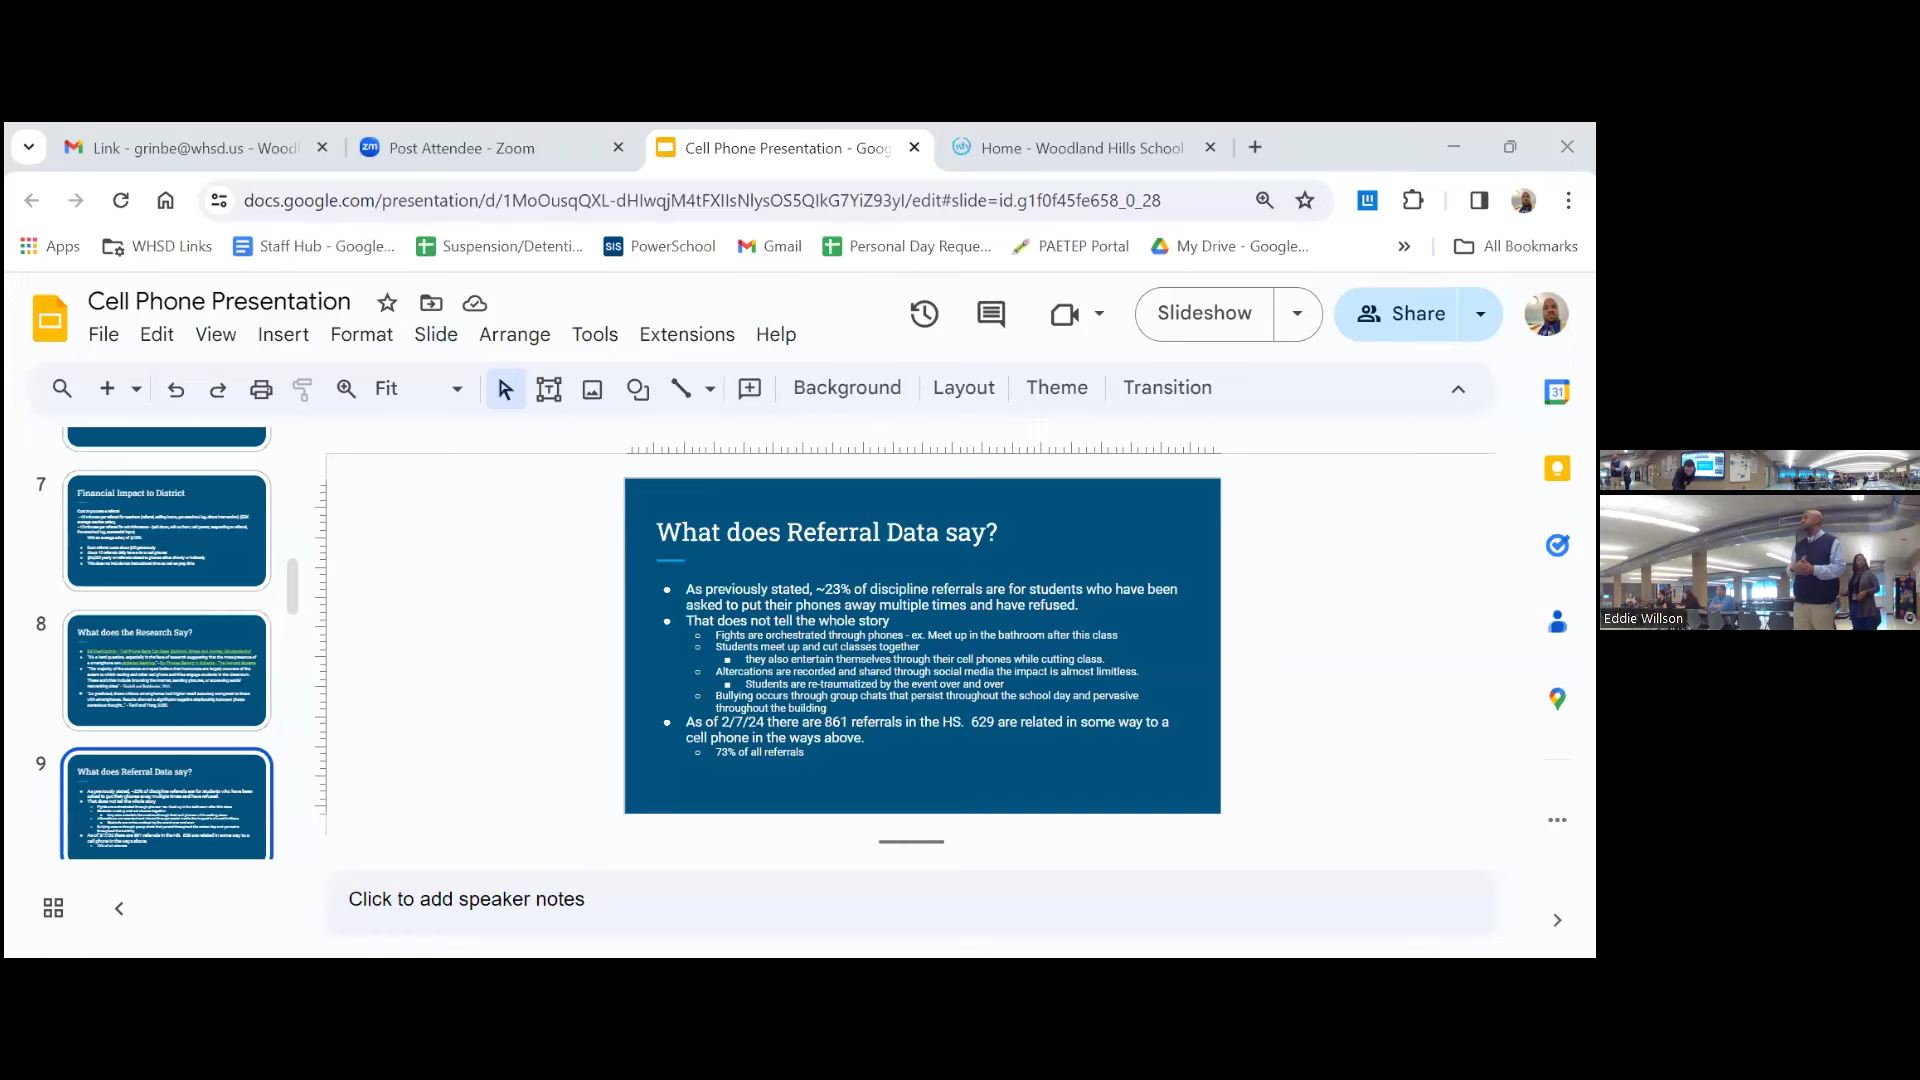 Link - grinbe@whsd.us - Woodl
Post Attendee - Zoom
Cell Phone Presentation - Goog
Home - Woodland Hills School
docs.google.com/presentation/d/1MoOusqQXL-dHIwqjM4tFXIIsNlysOS5QIkG7YiZ93yI/edit#slide=id.g1f0f45fe658_0_28
Apps
WHSD Links
Staff Hub - Google...
Suspension/Detenti...
SIS
PowerSchool
Gmail
Personal Day Reque...
PAETEP Portal
My Drive - Google...
All Bookmarks
Cell Phone Presentation
File Edit View Insert Format Slide Arrange Tools Extensions Help
Slideshow
Share
Fit
Background
Layout
Theme
Transition
31
7
Financial Impact to District
8
What does the Research Say?
9
What does Referral Data say?
What does Referral Data say?
● As previously stated, ~23% of discipline referrals are for students who have been
asked to put their phones away multiple times and have refused.
● That does not tell the whole story
○ Fights are orchestrated through phones - ex. Meet up in the bathroom after this class
○ Students meet up and cut classes together
■ they also entertain themselves through their cell phones while cutting class.
○ Altercations are recorded and shared through social media the impact is almost limitless.
■ Students are re-traumatized by the event over and over
○ Bullying occurs through group chats that persist throughout the school day and pervasive
throughout the building
● As of 2/7/24 there are 861 referrals in the HS. 629 are related in some way to a
cell phone in the ways above.
○ 73% of all referrals
Click to add speaker notes
Eddie Willson